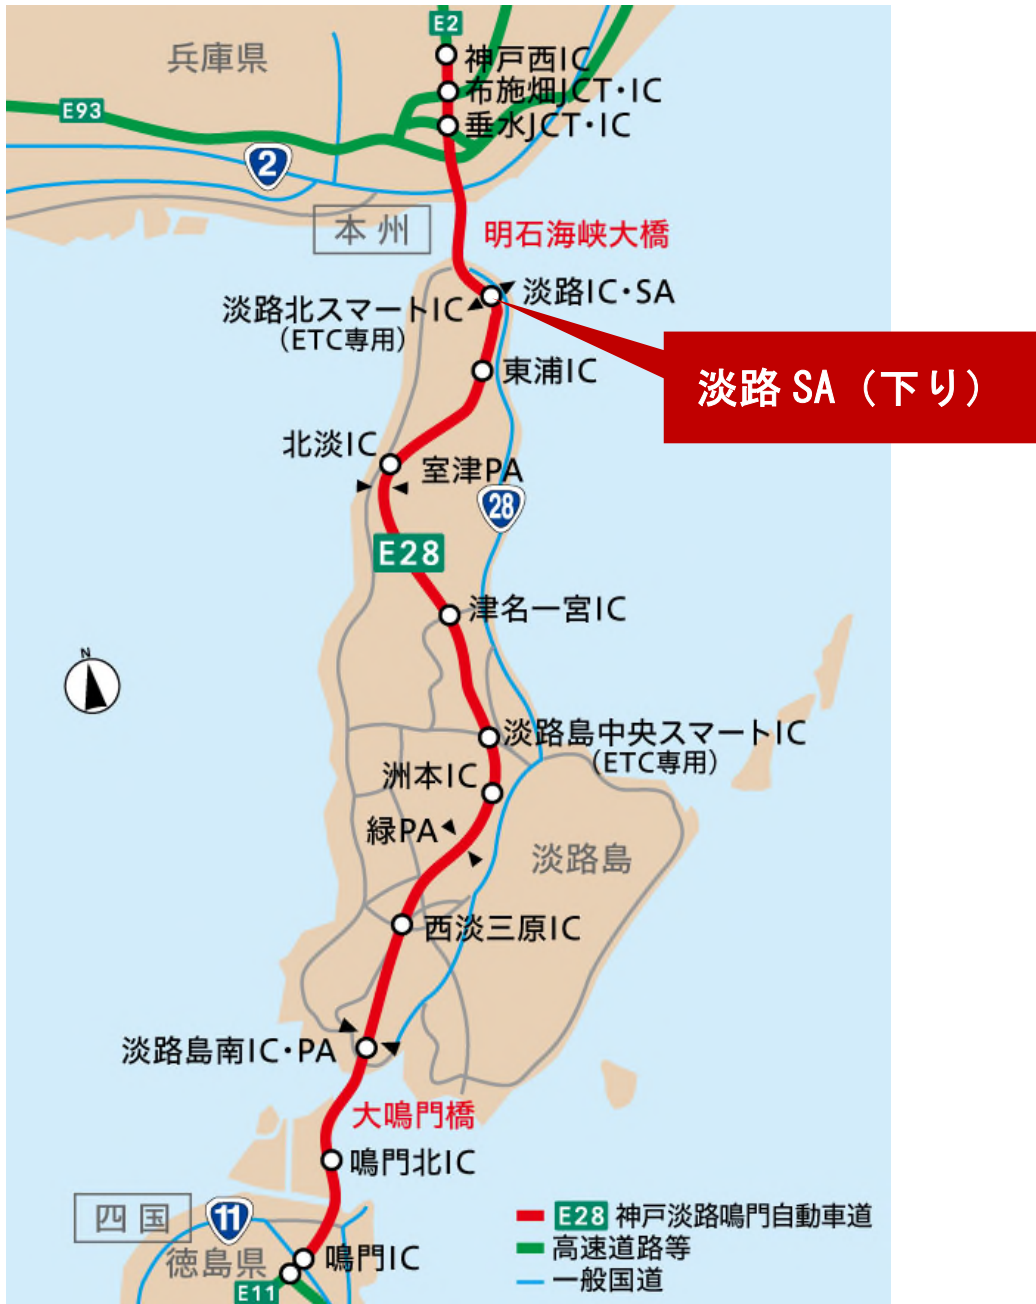 E2
兵庫県
神戸西IC
布施畑JCT・IC
E93
垂水JCT・IC
2
本州
明石海峡大橋
淡路IC・SA
淡路北スマートIC
(ETC専用)
東浦IC
淡路SA（下り）
北淡IC
室津PA
28
E28
津名一宮IC
N
淡路島中央スマートIC
(ETC専用)
洲本IC
緑PA
淡路島
西淡三原IC
淡路島南IC・PA
大鳴門橋
鳴門北IC
四国
11
E28 神戸淡路鳴門自動車道
高速道路等
一般国道
徳島県
鳴門IC
E11